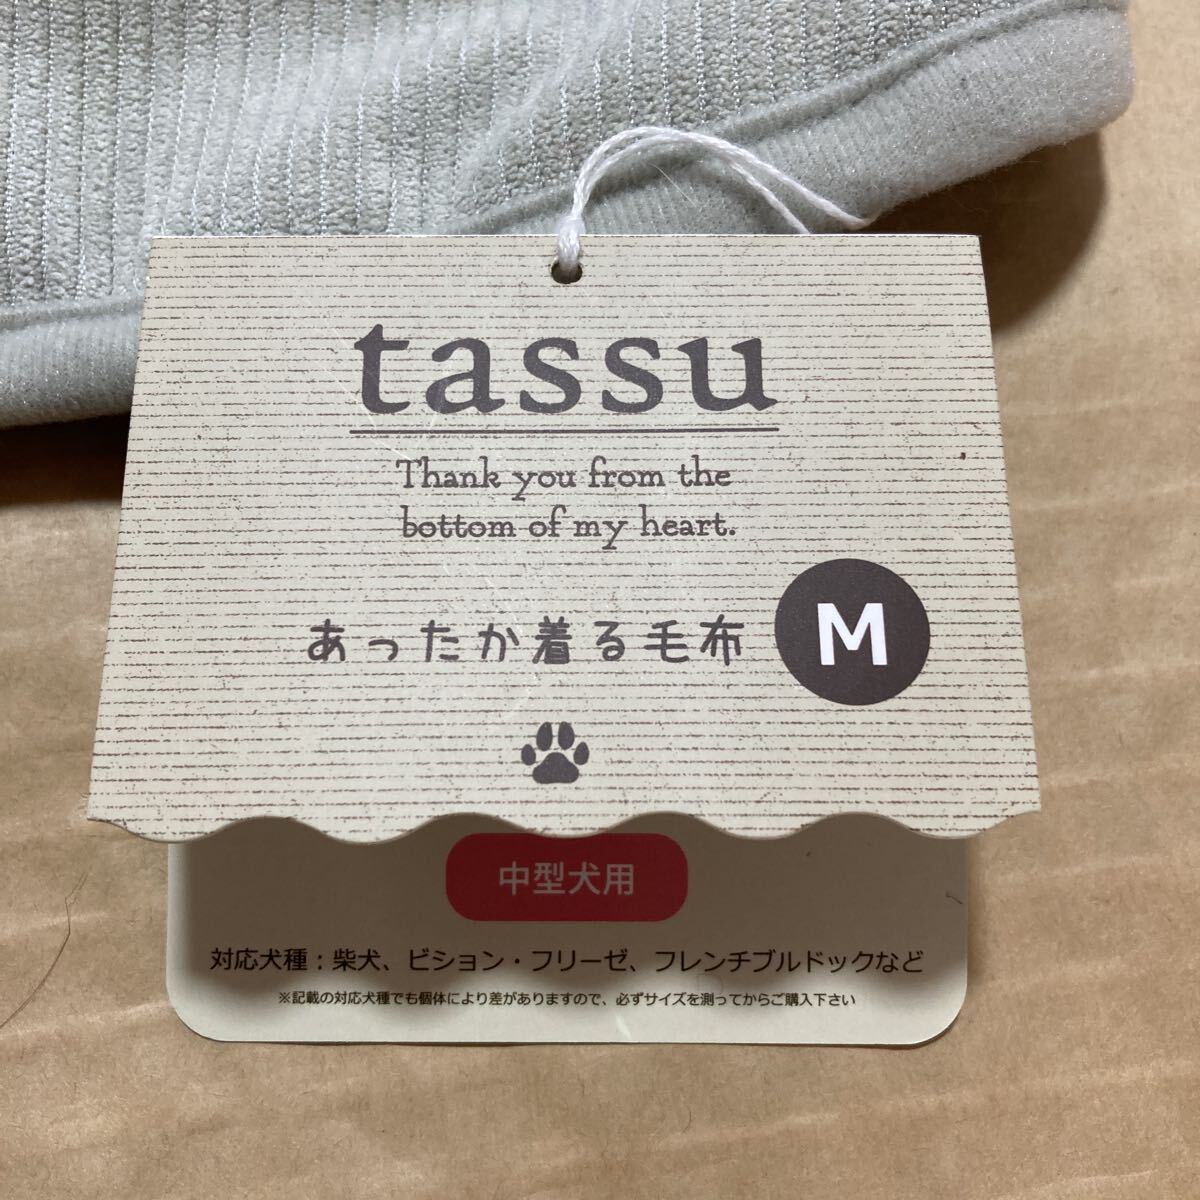 tassu
Thank you from the
bottom of my heart.
あったか着る毛布 M
中型犬用
対応犬種：柴犬、ビション・フリーゼ、フレンチブルドックなど
※記載の対応犬種でも個体により差がありますので、必ずサイズを測ってからご購入下さい